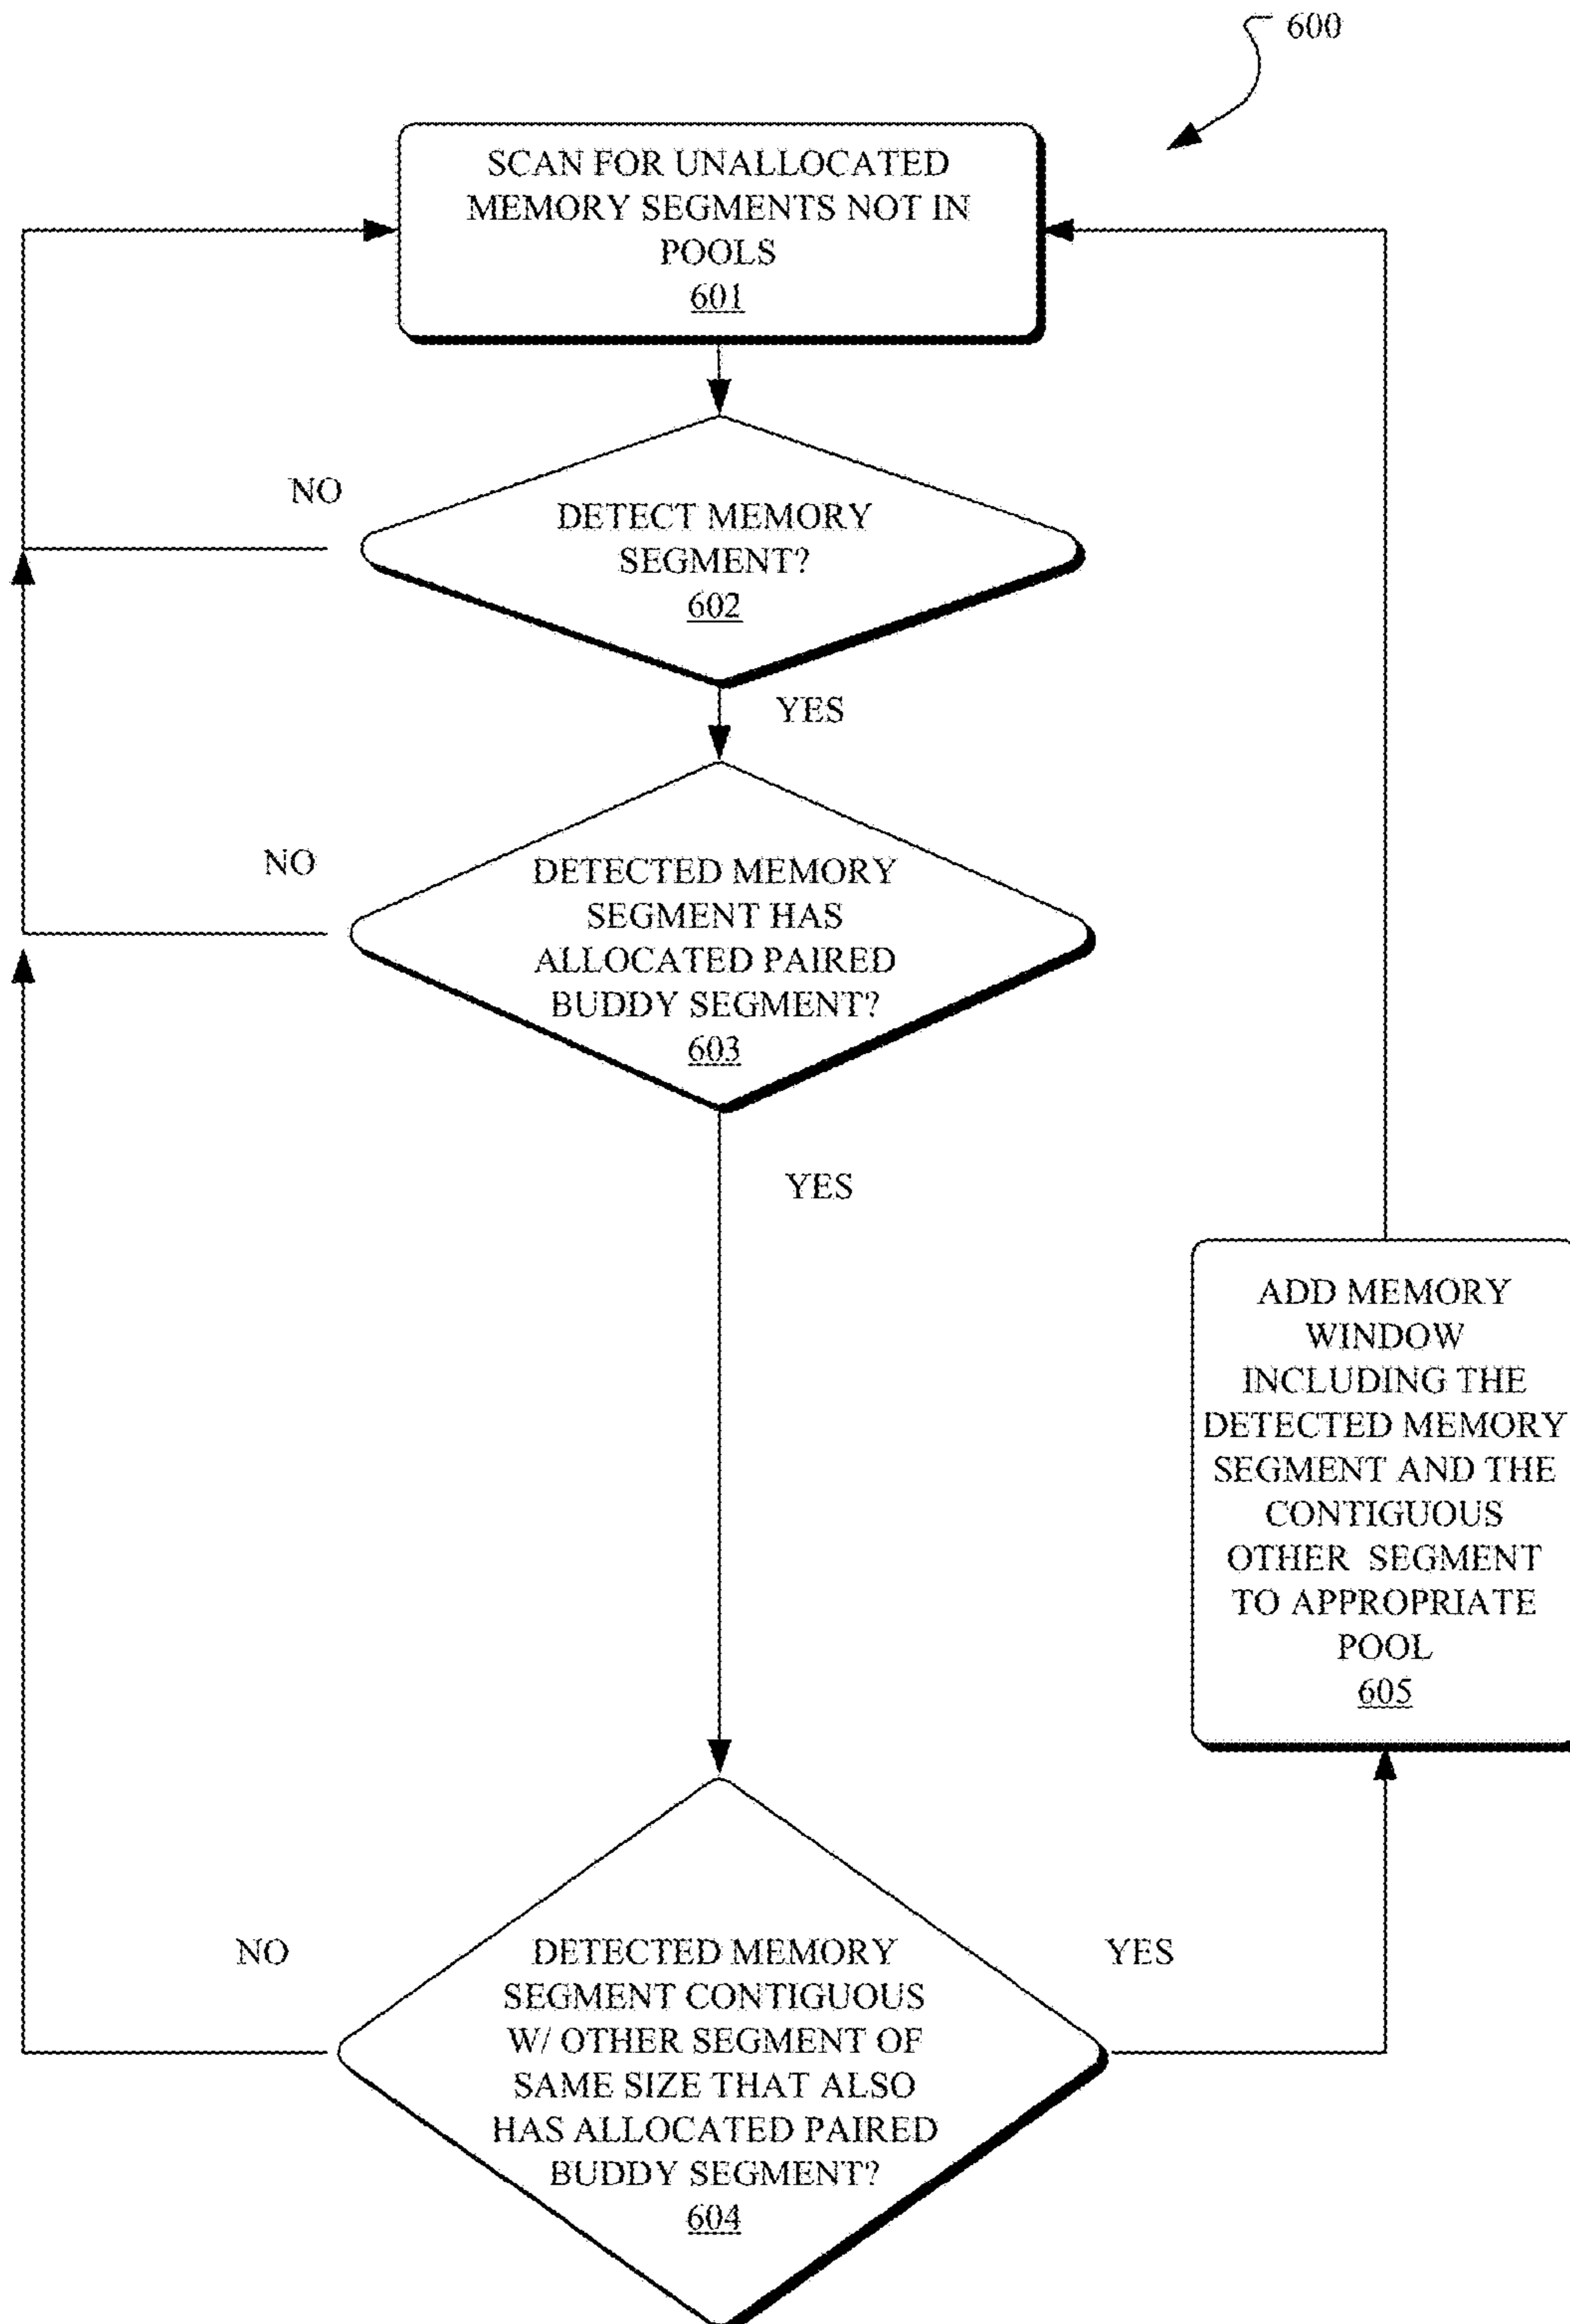 600
SCAN FOR UNALLOCATED
MEMORY SEGMENTS NOT IN
POOLS
601
NO
DETECT MEMORY
SEGMENT?
602
YES
NO
DETECTED MEMORY
SEGMENT HAS
ALLOCATED PAIRED
BUDDY SEGMENT?
603
YES
ADD MEMORY
WINDOW
INCLUDING THE
DETECTED MEMORY
SEGMENT AND THE
CONTIGUOUS
OTHER SEGMENT
TO APPROPRIATE
POOL
605
NO
DETECTED MEMORY
SEGMENT CONTIGUOUS
W/ OTHER SEGMENT OF
SAME SIZE THAT ALSO
HAS ALLOCATED PAIRED
BUDDY SEGMENT?
604
YES